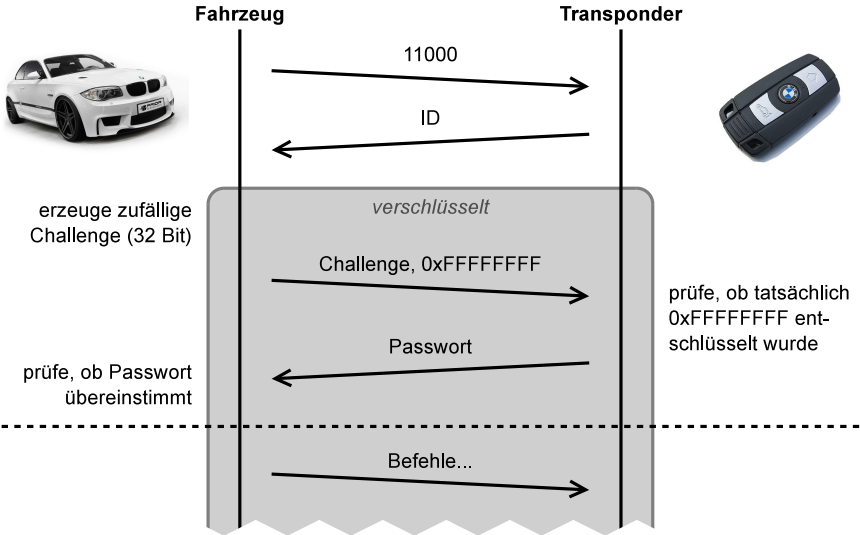 Fahrzeug
Transponder
11000
ID
verschlüsselt
erzeuge zufällige
Challenge (32 Bit)
Challenge, 0xFFFFFFFF
prüfe, ob tatsächlich
0xFFFFFFFF ent-
schlüsselt wurde
Passwort
prüfe, ob Passwort
übereinstimmt
Befehle...